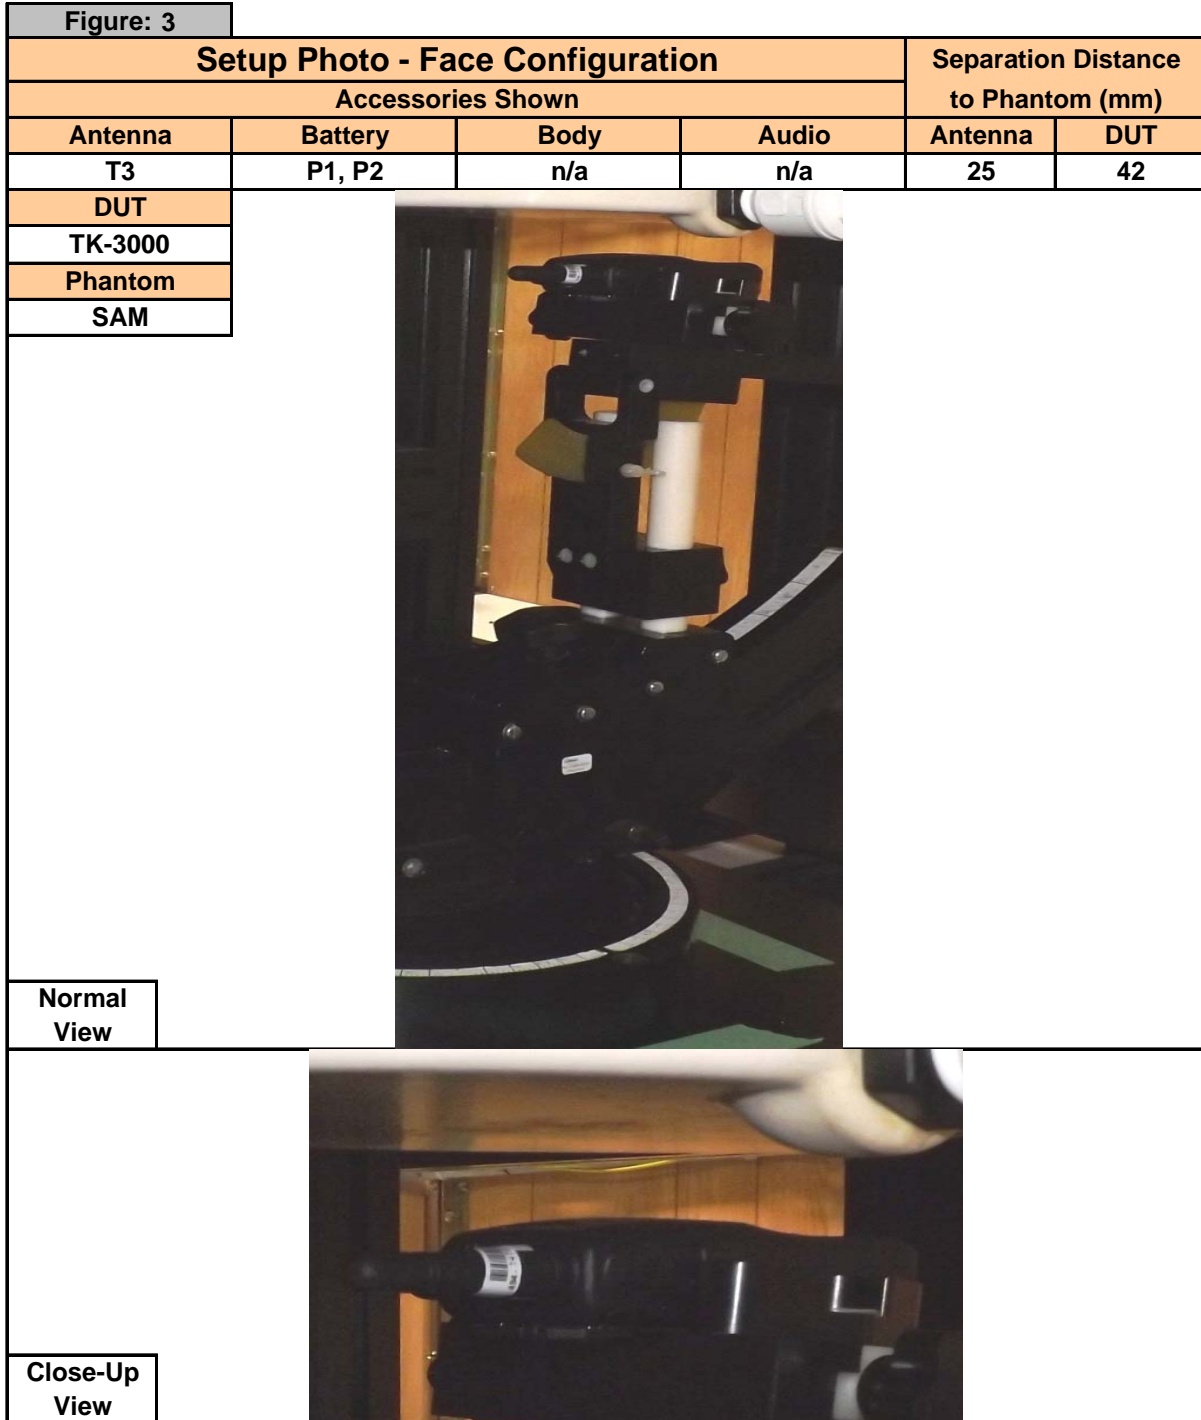 Figure: 3
Setup Photo - Face Configuration
Separation Distance
to Phantom (mm)
Accessories Shown
Antenna Battery Body Audio Antenna DUT
T3 P1, P2 n/a n/a 25 42
DUT
TK-3000
Phantom
SAM
Normal
View
Close-Up
View